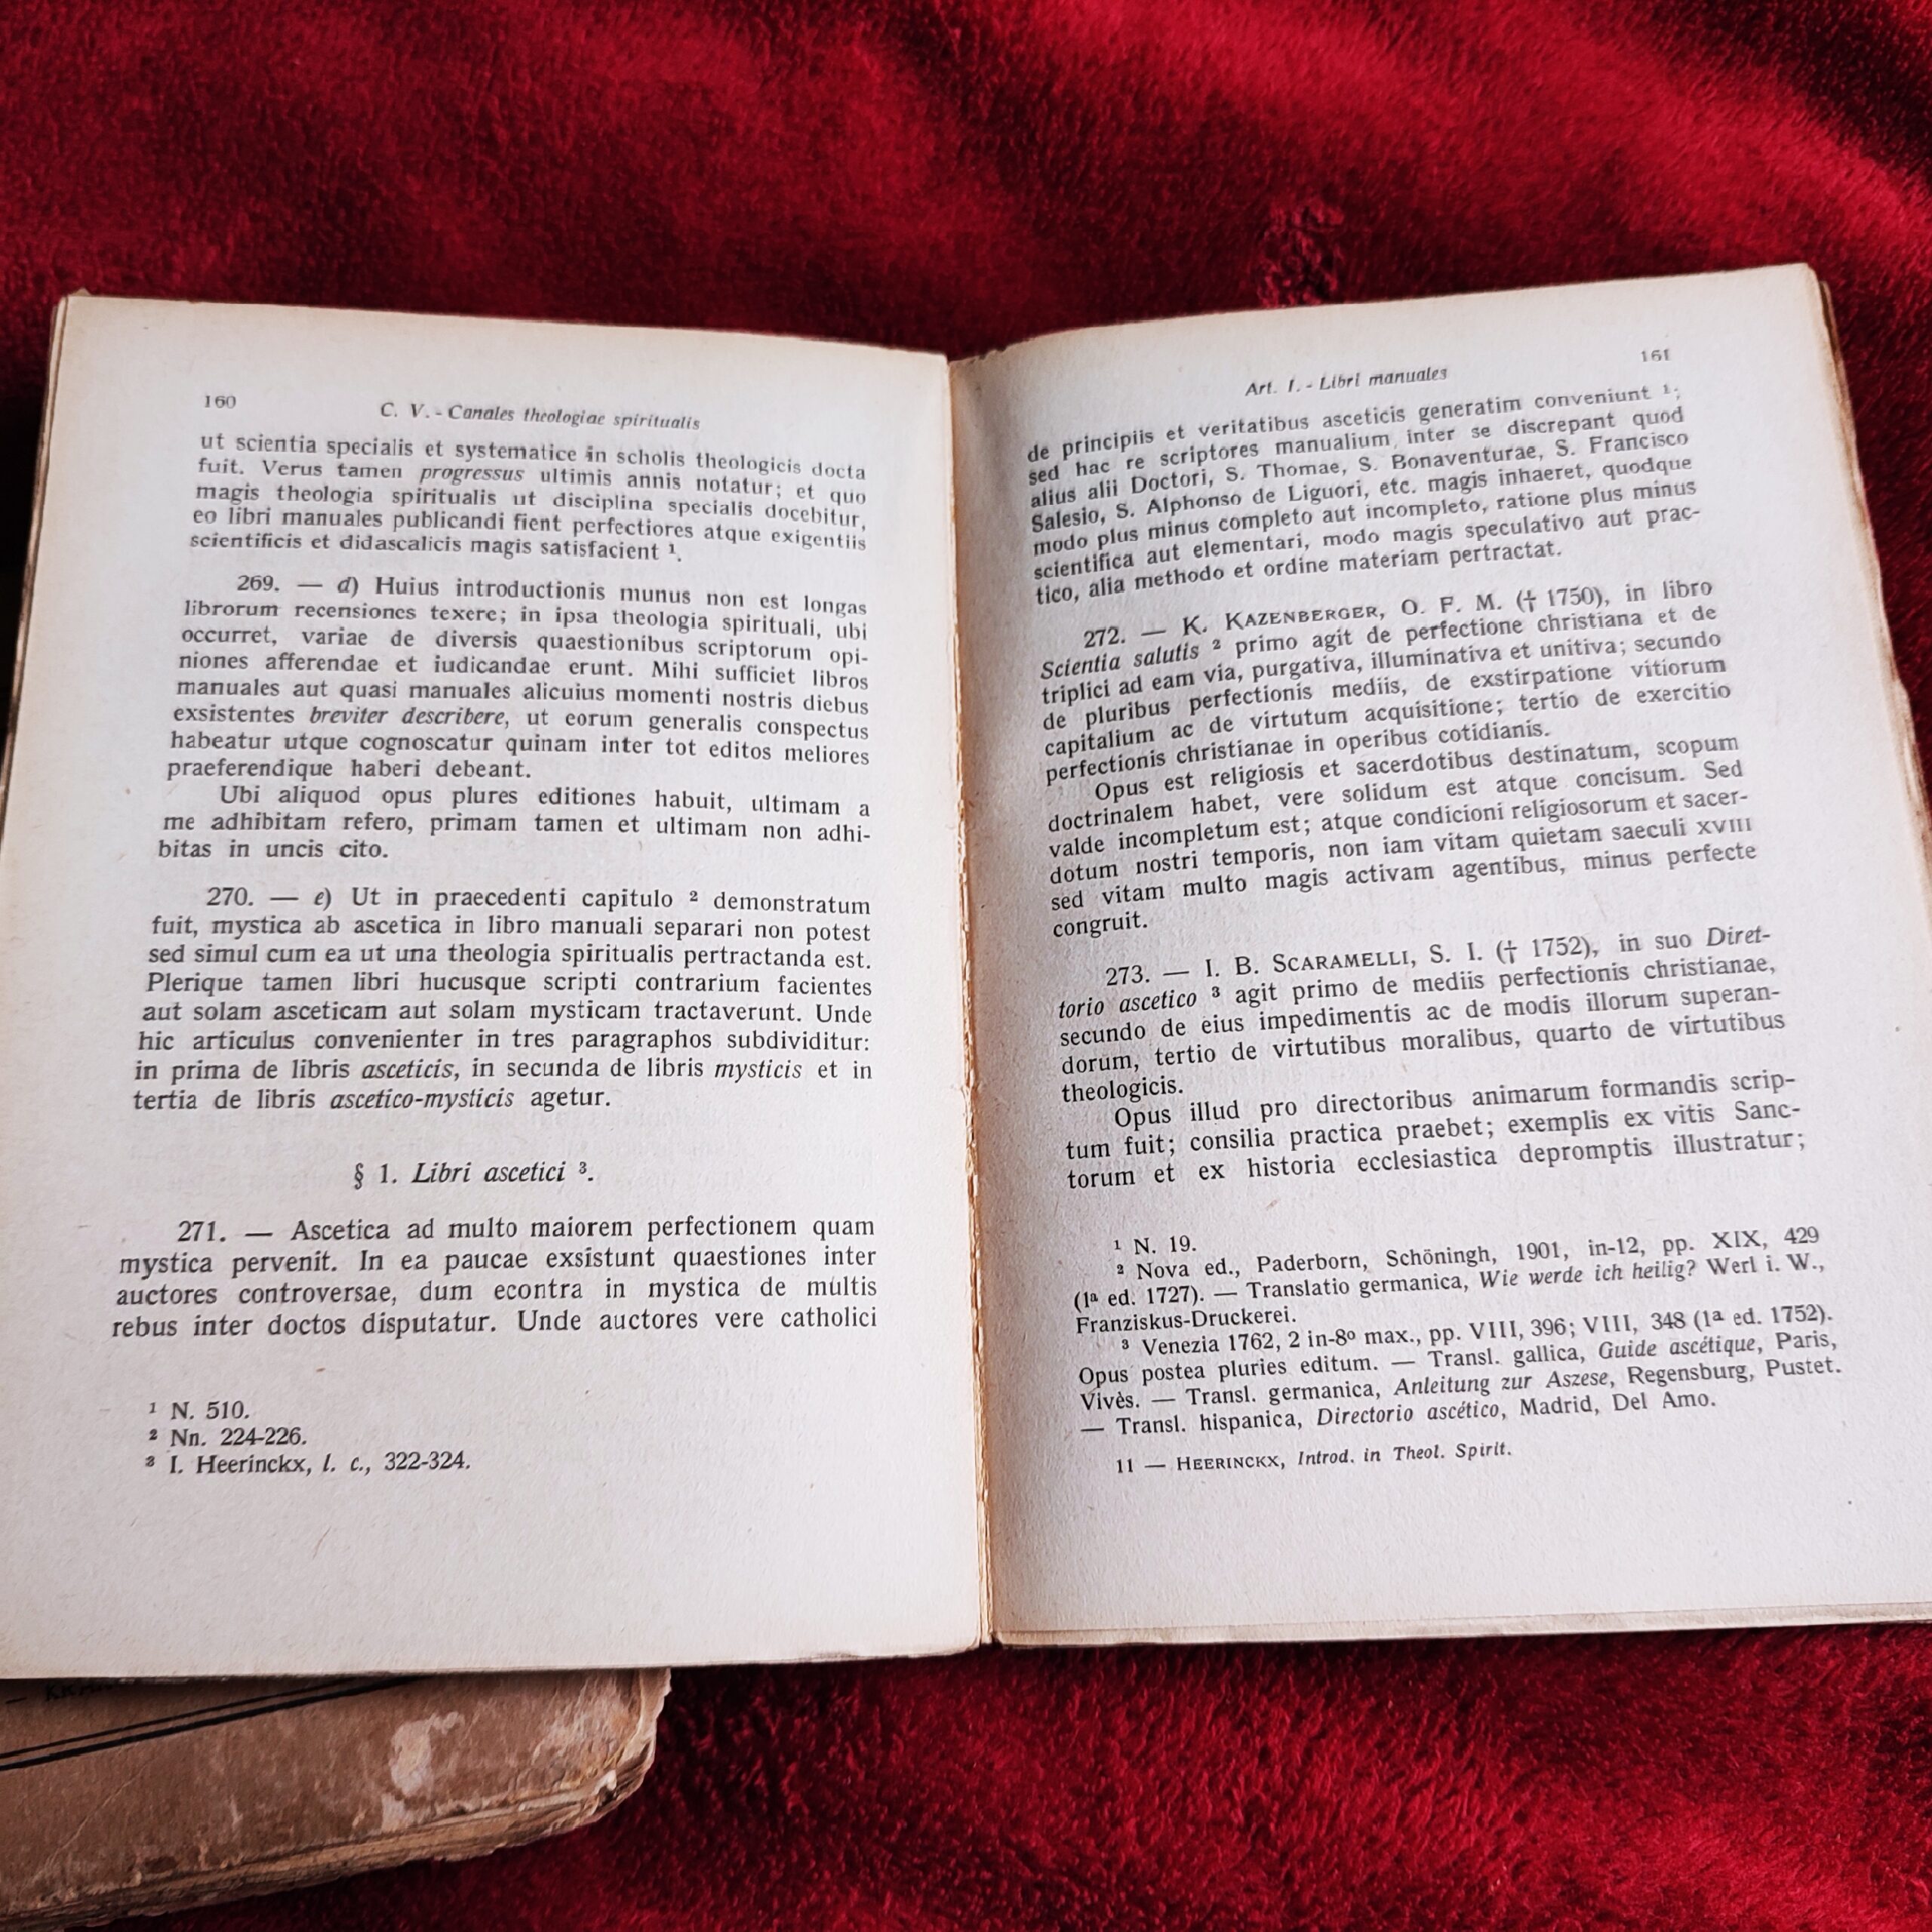 160
C. V. - Canales theologiae spiritualis
ut scientia specialis et systematice in scholis theologicis docta
fuit. Verus tamen progressus ultimis annis notatur; et quo
magis theologia spiritualis ut disciplina specialis docebitur,
eo libri manuales publicandi fient perfectiores atque exigentiis
scientificis et didascalicis magis satisfacient ¹.
269. — d) Huius introductionis munus non est longas
librorum recensiones texere; in ipsa theologia spirituali, ubi
occurret, variae de diversis quaestionibus scriptorum opi-
niones afferendae et iudicandae erunt. Mihi sufficiet libros
manuales aut quasi manuales alicuius momenti nostris diebus
exsistentes breviter describere, ut eorum generalis conspectus
habeatur utque cognoscatur quinam inter tot editos meliores
praeferendique haberi debeant.
Ubi aliquod opus plures editiones habuit, ultimam a
me adhibitam refero, primam tamen et ultimam non adhi-
bitas in uncis cito.
270. — e) Ut in praecedenti capitulo ² demonstratum
fuit, mystica ab ascetica in libro manuali separari non potest
sed simul cum ea ut una theologia spiritualis pertractanda est.
Plerique tamen libri hucusque scripti contrarium facientes
aut solam asceticam aut solam mysticam tractaverunt. Unde
hic articulus convenienter in tres paragraphos subdividitur:
in prima de libris asceticis, in secunda de libris mysticis et in
tertia de libris ascetico-mysticis agetur.
§ 1. Libri ascetici ³.
271. — Ascetica ad multo maiorem perfectionem quam
mystica pervenit. In ea paucae exsistunt quaestiones inter
auctores controversae, dum econtra in mystica de multis
rebus inter doctos disputatur. Unde auctores vere catholici
¹ N. 510.
² Nn. 224-226.
³ I. Heerinckx, l. c., 322-324.
Art. I. - Libri manuales
161
de principiis et veritatibus asceticis generatim conveniunt ¹;
sed hac re scriptores manualium inter se discrepant quod
alius alii Doctori, S. Thomae, S. Bonaventurae, S. Francisco
Salesio, S. Alphonso de Liguori, etc. magis inhaeret, quodque
modo plus minus completo aut incompleto, ratione plus minus
scientifica aut elementari, modo magis speculativo aut prac-
tico, alia methodo et ordine materiam pertractat.
272. — K. KAZENBERGER, O. F. M. († 1750), in libro
Scientia salutis ² primo agit de perfectione christiana et de
triplici ad eam via, purgativa, illuminativa et unitiva; secundo
de pluribus perfectionis mediis, de exstirpatione vitiorum
capitalium ac de virtutum acquisitione; tertio de exercitio
perfectionis christianae in operibus cotidianis.
Opus est religiosis et sacerdotibus destinatum, scopum
doctrinalem habet, vere solidum est atque concisum. Sed
valde incompletum est; atque condicioni religiosorum et sacer-
dotum nostri temporis, non iam vitam quietam saeculi XVIII
sed vitam multo magis activam agentibus, minus perfecte
congruit.
273. — I. B. SCARAMELLI, S. I. († 1752), in suo Diret-
torio ascetico ³ agit primo de mediis perfectionis christianae,
secundo de eius impedimentis ac de modis illorum superan-
dorum, tertio de virtutibus moralibus, quarto de virtutibus
theologicis.
Opus illud pro directoribus animarum formandis scrip-
tum fuit; consilia practica praebet; exemplis ex vitis Sanc-
torum et ex historia ecclesiastica depromptis illustratur;
¹ N. 19.
² Nova ed., Paderborn, Schöningh, 1901, in-12, pp. XIX, 429
(1ª ed. 1727). — Translatio germanica, Wie werde ich heilig? Werl i. W.,
Franziskus-Druckerei.
³ Venezia 1762, 2 in-8º max., pp. VIII, 396; VIII, 348 (1ª ed. 1752).
Opus postea pluries editum. — Transl. gallica, Guide ascétique, Paris,
Vivès. — Transl. germanica, Anleitung zur Aszese, Regensburg, Pustet.
— Transl. hispanica, Directorio ascético, Madrid, Del Amo.
11 — HEERINCKX, Introd. in Theol. Spirit.